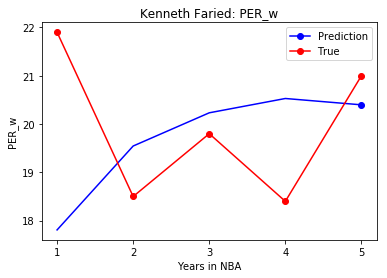 Kenneth Faried: PER_w
Prediction
True
22
21
20
19
18
PER_w
1 2 3 4 5
Years in NBA